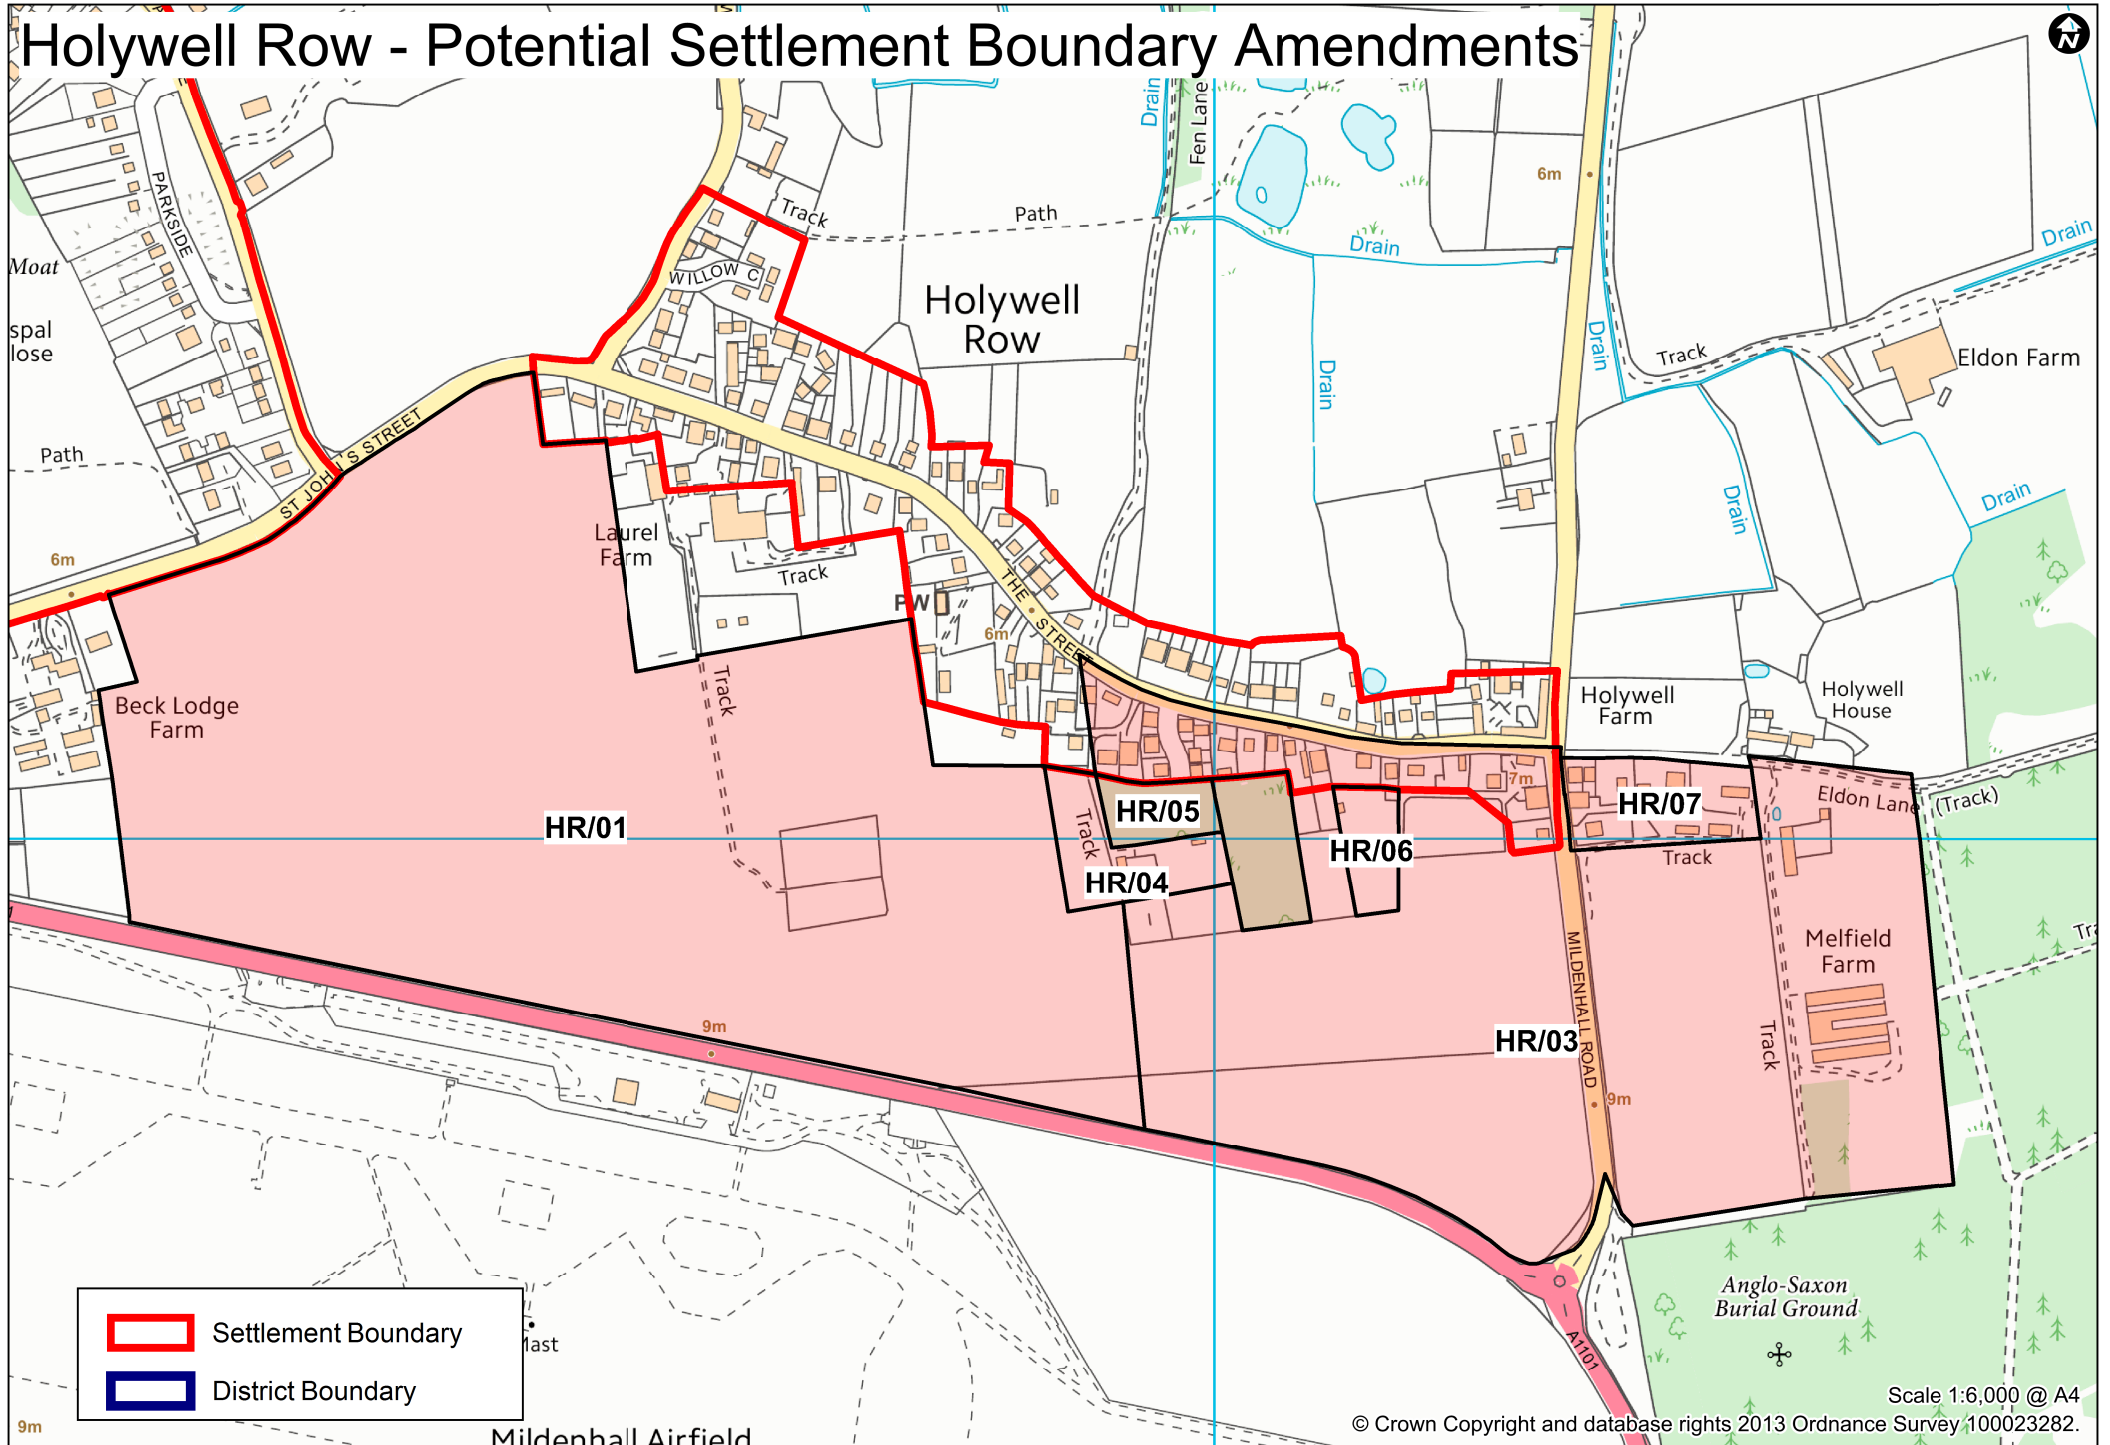 Holywell Row - Potential Settlement Boundary Amendments
N
Drain
Fen Lane
PARKSIDE
6m
Track
Path
Drain
Drain
Moat
WILLOW C
Holywell
Row
spal
lose
Drain
Drain
Track
Eldon Farm
ST JOHN'S STREET
Path
Drain
Drain
Laurel
Farm
6m
Track
THE STREET
PW
6m
Beck Lodge
Farm
Track
Holywell
Farm
Holywell
House
7m
HR/05
HR/07
Eldon Lane (Track)
HR/01
Track
HR/06
Track
HR/04
MILDENHALL ROAD
Melfield
Farm
9m
HR/03
Track
9m
Anglo-Saxon
Burial Ground
A1101
Settlement Boundary
Mast
District Boundary
Scale 1:6,000 @ A4
9m
© Crown Copyright and database rights 2013 Ordnance Survey 100023282.
Mildenhall Airfield